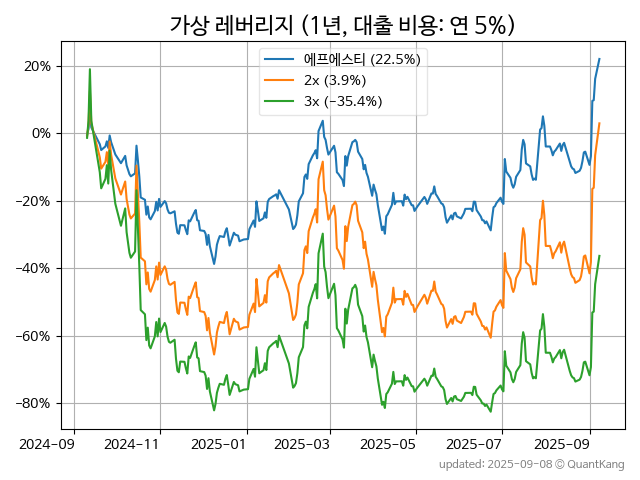 가상 레버리지 (1년, 대출 비용: 연 5%)
에프에스티 (22.5%)
2x (3.9%)
3x (−35.4%)
20%
0%
−20%
−40%
−60%
−80%
2024-09 2024-11 2025-01 2025-03 2025-05 2025-07 2025-09
updated: 2025-09-08 © QuantKang